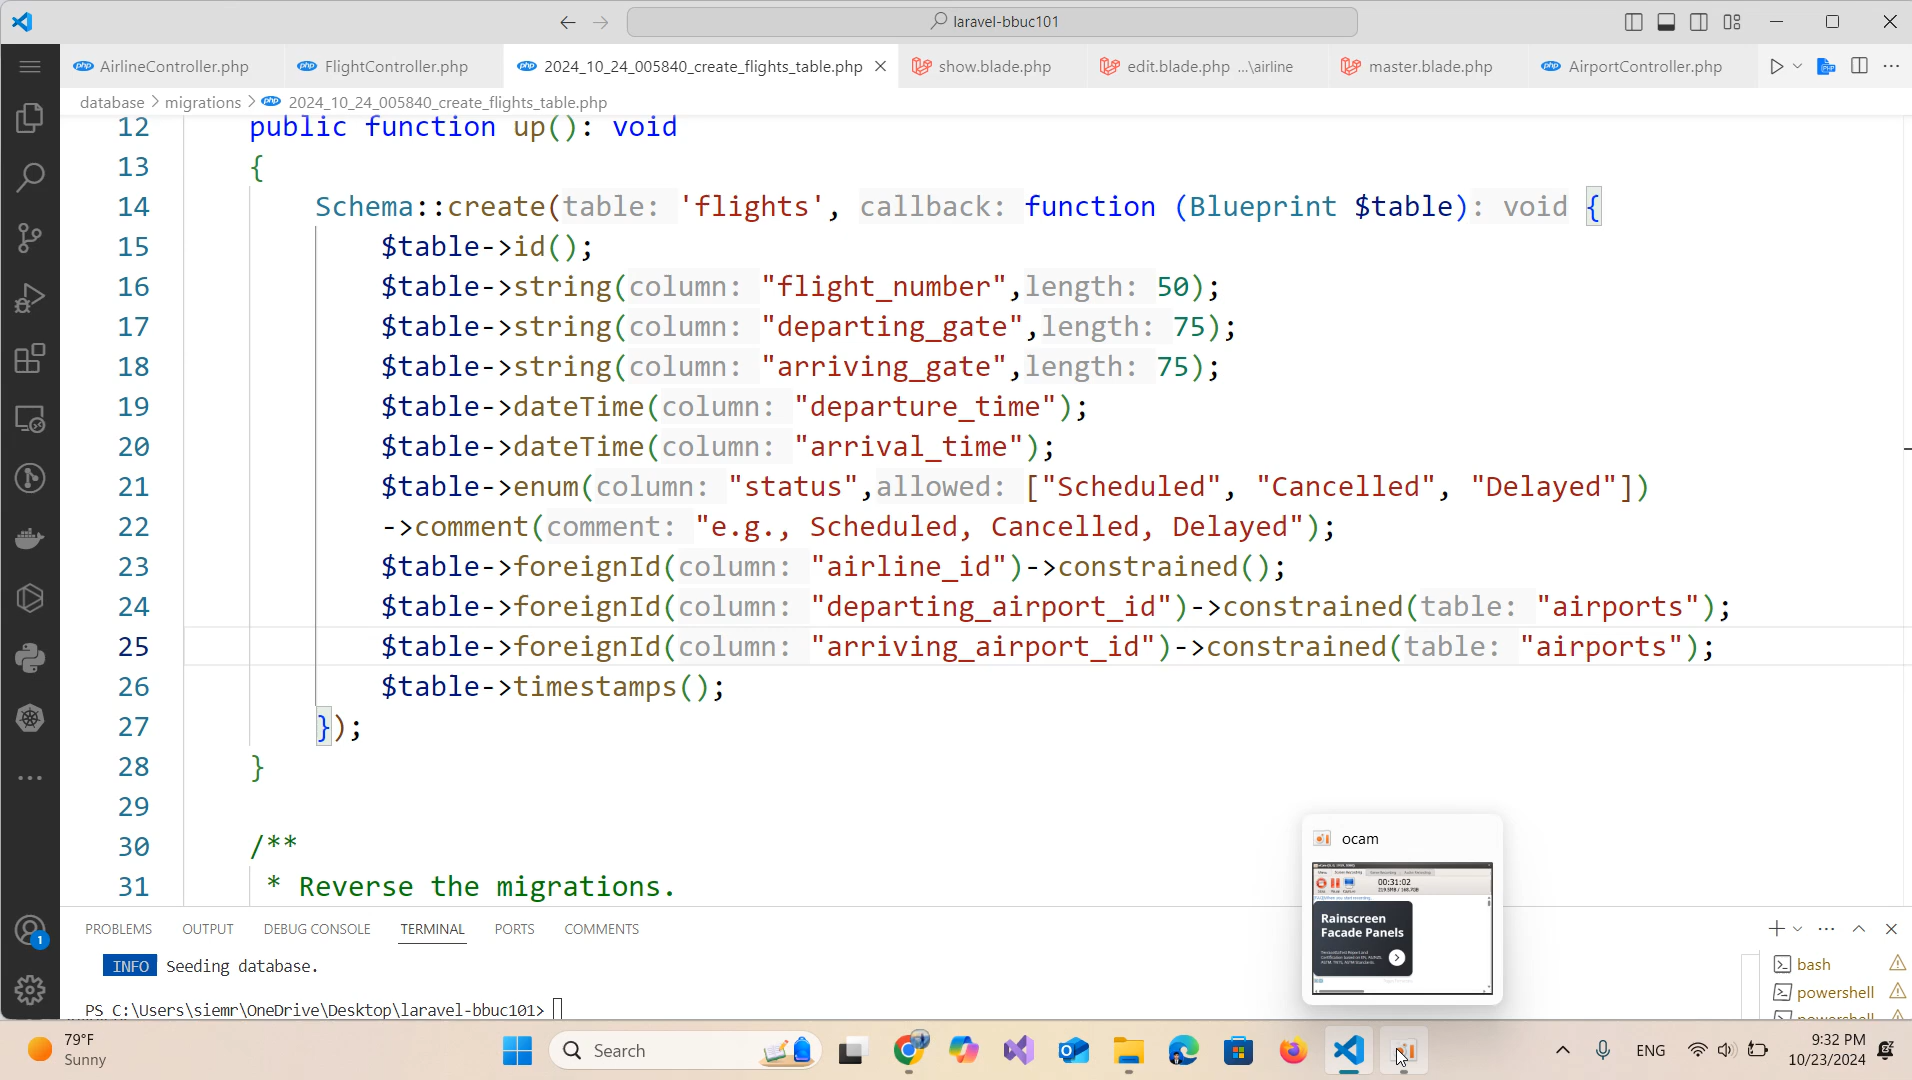 laravel-bbuc101
AirlineController.php
FlightController.php
2024_10_24_005840_create_flights_table.php
show.blade.php
edit.blade.php ...\airline
master.blade.php
AirportController.php
database > migrations > 2024_10_24_005840_create_flights_table.php
12 public function up(): void
13 {
14 Schema::create(table: 'flights', callback: function (Blueprint $table): void {
15 $table->id();
16 $table->string(column: "flight_number",length: 50);
17 $table->string(column: "departing_gate",length: 75);
18 $table->string(column: "arriving_gate",length: 75);
19 $table->dateTime(column: "departure_time");
20 $table->dateTime(column: "arrival_time");
21 $table->enum(column: "status",allowed: ["Scheduled", "Cancelled", "Delayed"])
22 ->comment(comment: "e.g., Scheduled, Cancelled, Delayed");
23 $table->foreignId(column: "airline_id")->constrained();
24 $table->foreignId(column: "departing_airport_id")->constrained(table: "airports");
25 $table->foreignId(column: "arriving_airport_id")->constrained(table: "airports");
26 $table->timestamps();
27 });
28 }
29
30 /**
31 * Reverse the migrations.
ocam
00:31:02
Rainscreen
Facade Panels
PROBLEMS OUTPUT DEBUG CONSOLE TERMINAL PORTS COMMENTS
INFO Seeding database.
PS C:\Users\siemr\OneDrive\Desktop\laravel-bbuc101>
bash
powershell
powershell
1
79°F
Sunny
Search
ENG
9:32 PM
10/23/2024